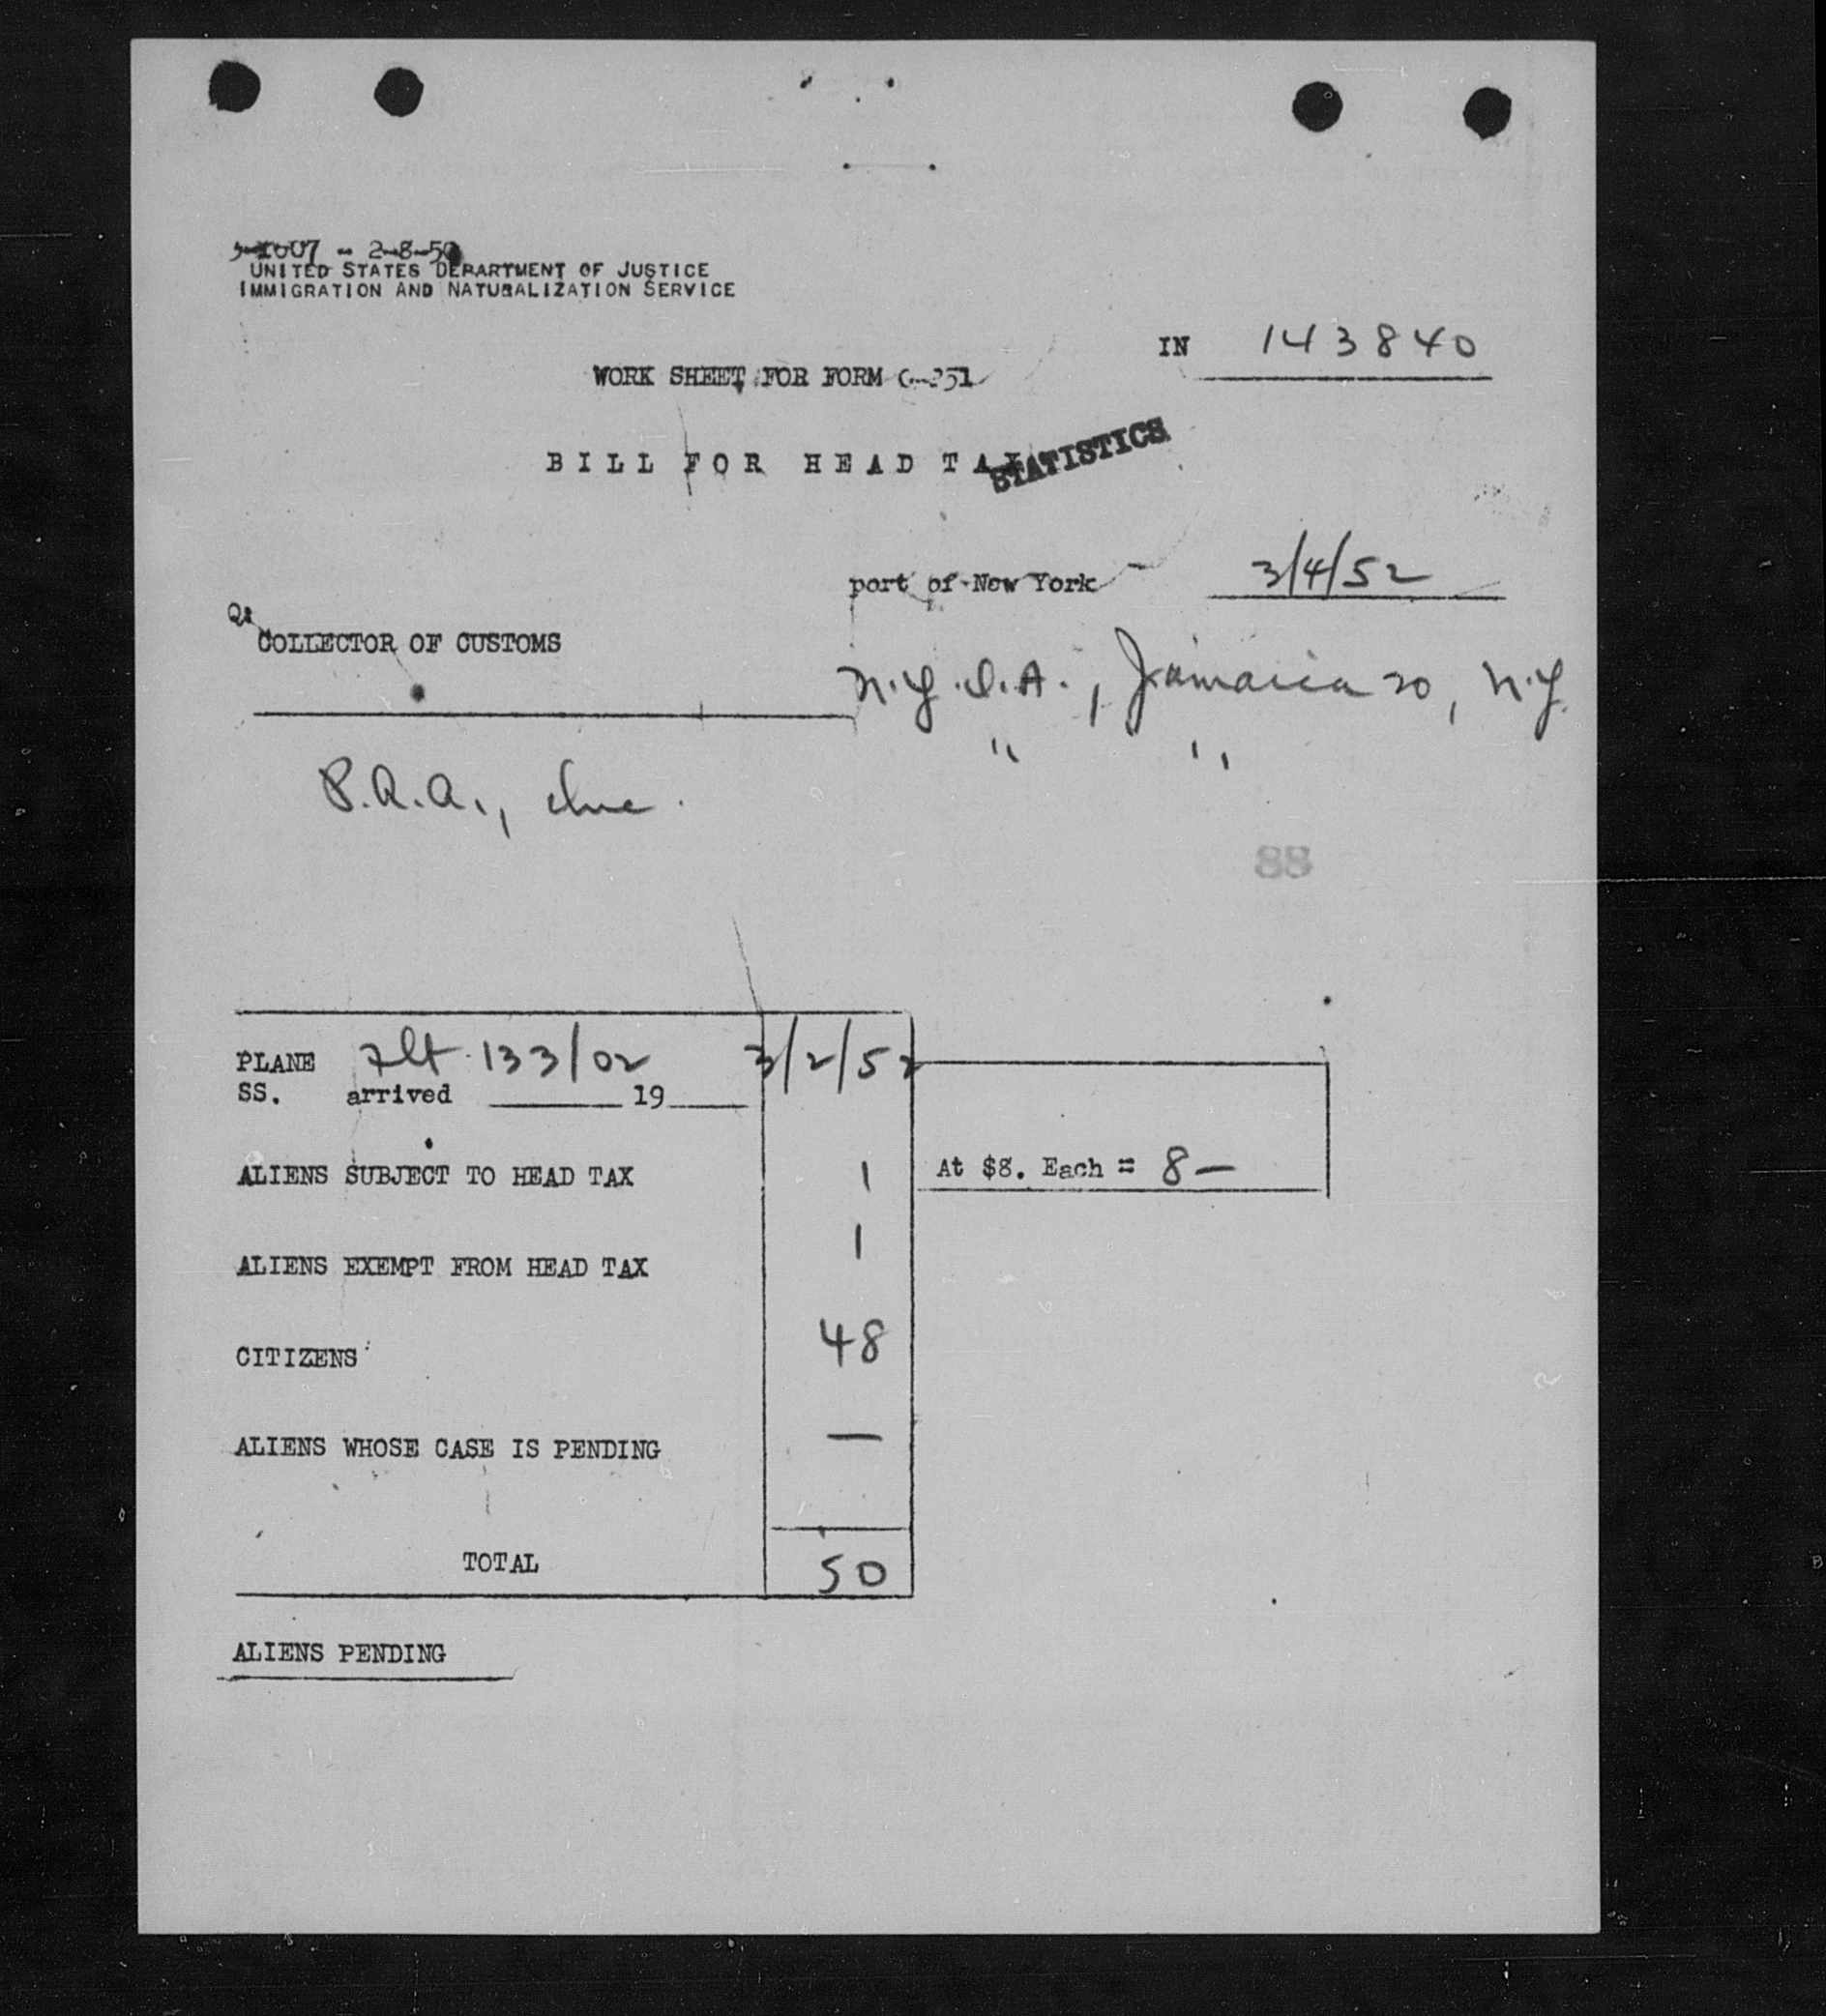 3-1007 - 2-8-50
UNITED STATES DEPARTMENT OF JUSTICE
IMMIGRATION AND NATURALIZATION SERVICE
IN 143840
WORK SHEET FOR FORM G-251
BILL FOR HEAD TAX
STATISTICS
port of New York 3/4/52
COLLECTOR OF CUSTOMS
N.Y.I.A., Jamaica 20, N.Y.
" "
P.A.A., Inc.
88
PLANE Flt. 133/02 3/2/52
SS. arrived 19
ALIENS SUBJECT TO HEAD TAX 1 At $8. Each = 8 —
ALIENS EXEMPT FROM HEAD TAX 1
CITIZENS 48
ALIENS WHOSE CASE IS PENDING —
TOTAL 50
ALIENS PENDING